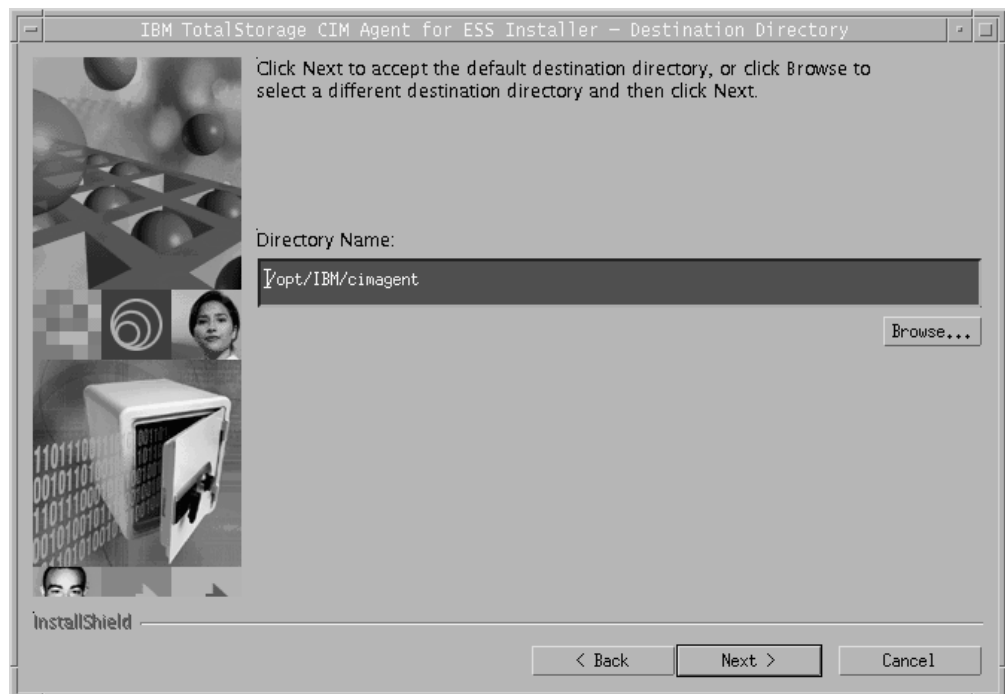 IBM TotalStorage CIM Agent for ESS Installer – Destination Directory
Click Next to accept the default destination directory, or click Browse to
select a different destination directory and then click Next.
Directory Name:
/opt/IBM/cimagent
Browse...
InstallShield
< Back
Next >
Cancel